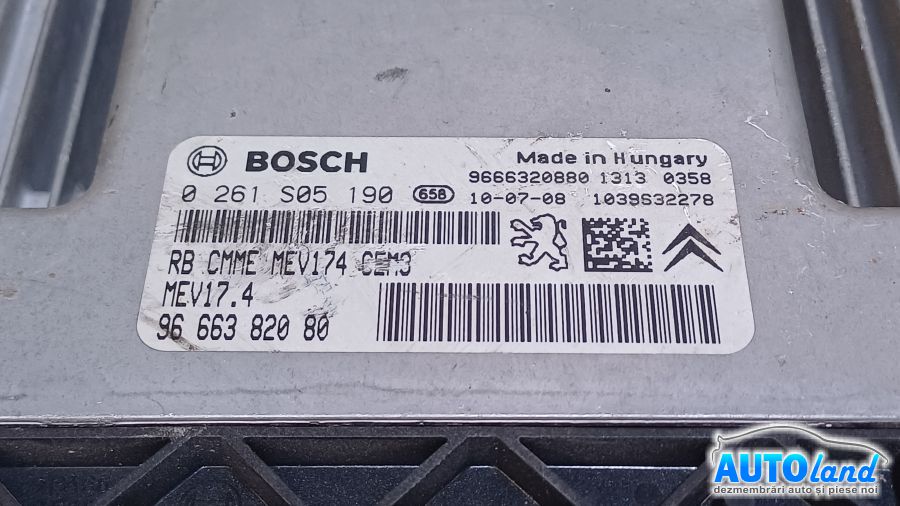 BOSCH Made in Hungary
0 261 S05 190 658 9666320880 1313 0358
10-07-08 1039S32278
RB CMME MEV174 CEM3
MEV17.4
96 663 820 80
AUTOland
dezmembrări auto și piese noi